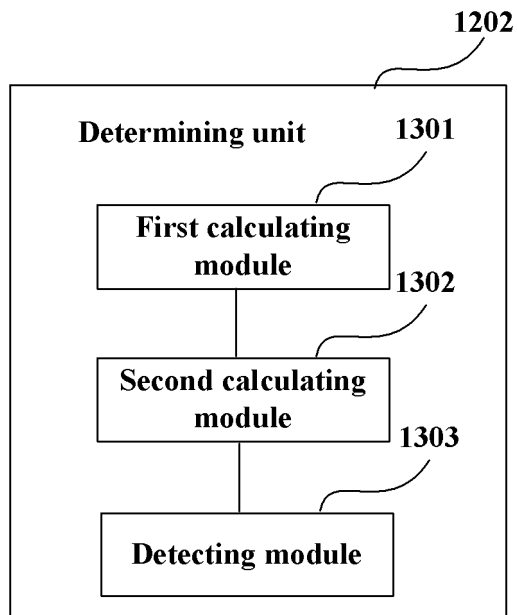 1202
Determining unit
1301
First calculating
module
1302
Second calculating
module
1303
Detecting module